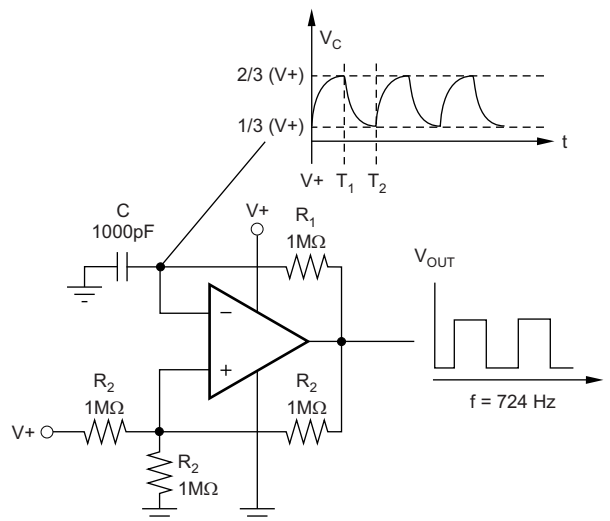 V_C
2/3 (V+)
1/3 (V+)
t
V+ T_1 T_2
C
1000pF
V+
R_1
1MΩ
V_OUT
−
+
R_2
1MΩ
R_2
1MΩ
V+
R_2
1MΩ
f = 724 Hz